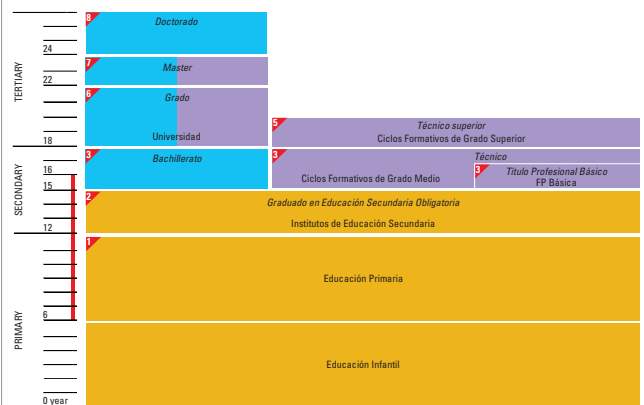 8
Doctorado
24
7
Master
22
6
Grado
TERTIARY
Universidad
5
Técnico superior
Ciclos Formativos de Grado Superior
18
3
Bachillerato
3
Técnico
Ciclos Formativos de Grado Medio
3
Titulo Profesional Básico
FP Básica
16
15
SECONDARY
2
Graduado en Educación Secundaria Obligatoria
Institutos de Educación Secundaria
12
1
Educación Primaria
6
PRIMARY
Educación Infantil
0 year